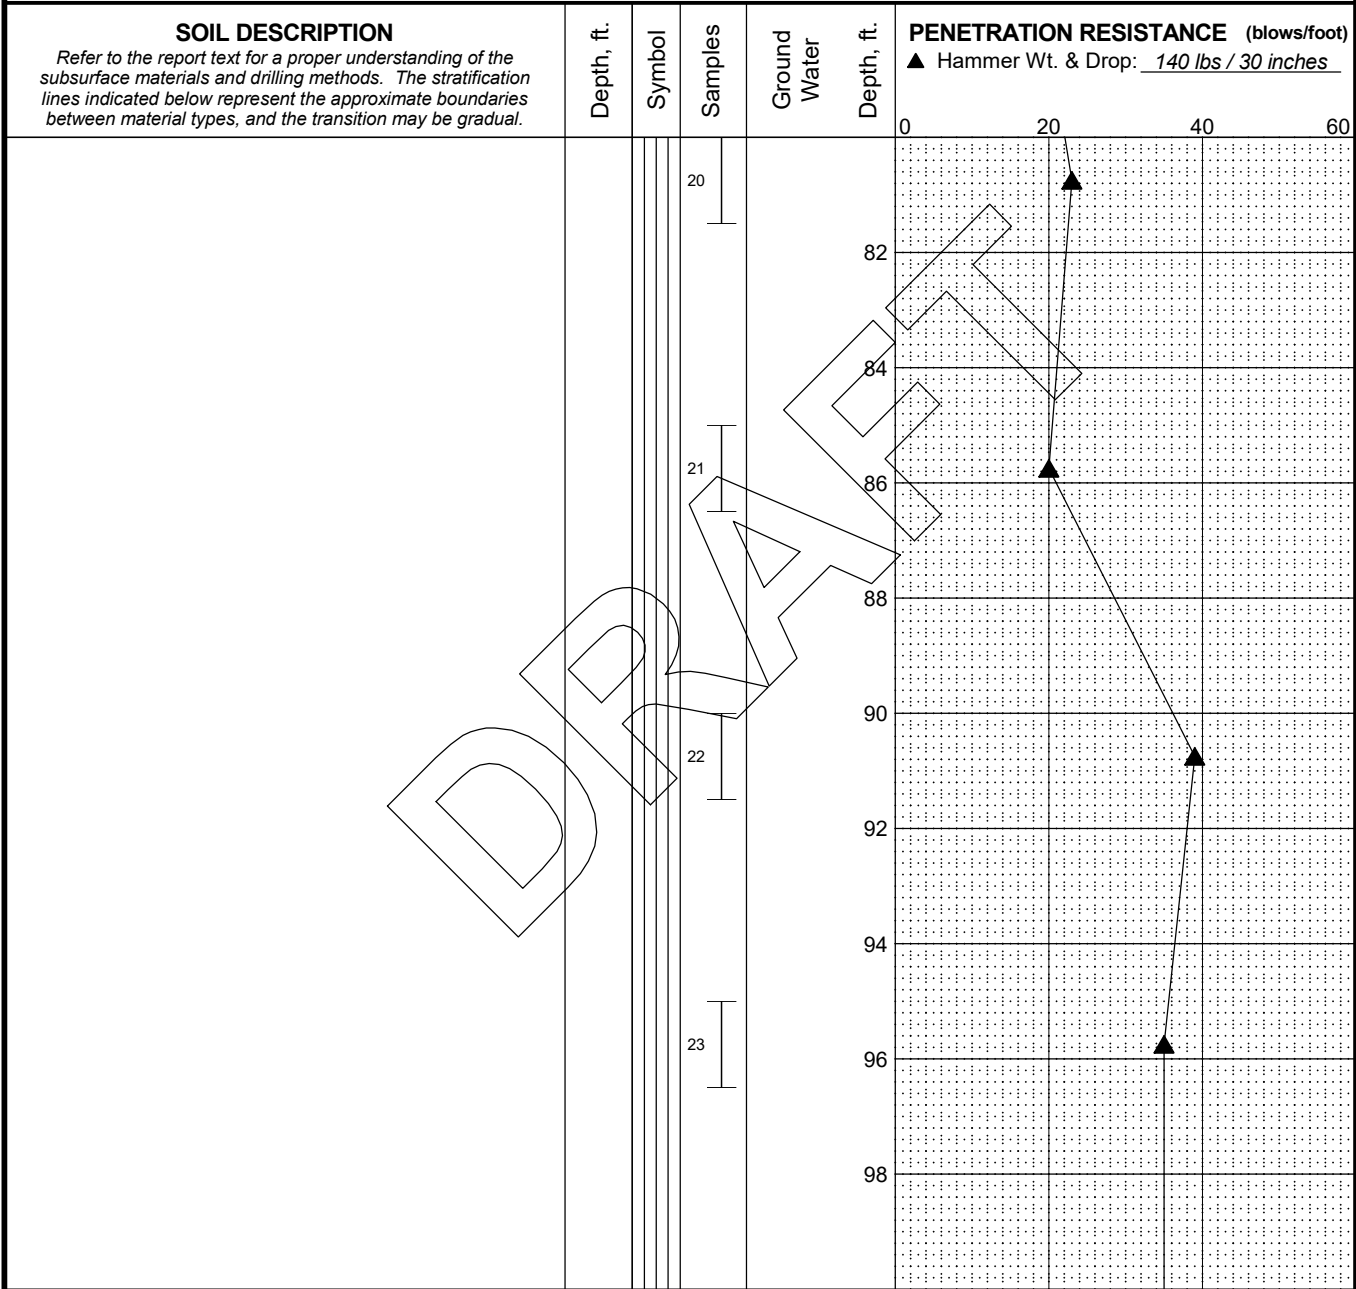 SOIL DESCRIPTION
Refer to the report text for a proper understanding of the
subsurface materials and drilling methods. The stratification
lines indicated below represent the approximate boundaries
between material types, and the transition may be gradual.
Depth, ft.
Symbol
Samples
Ground
Water
Depth, ft.
PENETRATION RESISTANCE (blows/foot)
▲ Hammer Wt. & Drop: 140 lbs / 30 inches
0 20 40 60
20
82
84
21
86
88
90
22
92
94
23
96
98
DRAFT